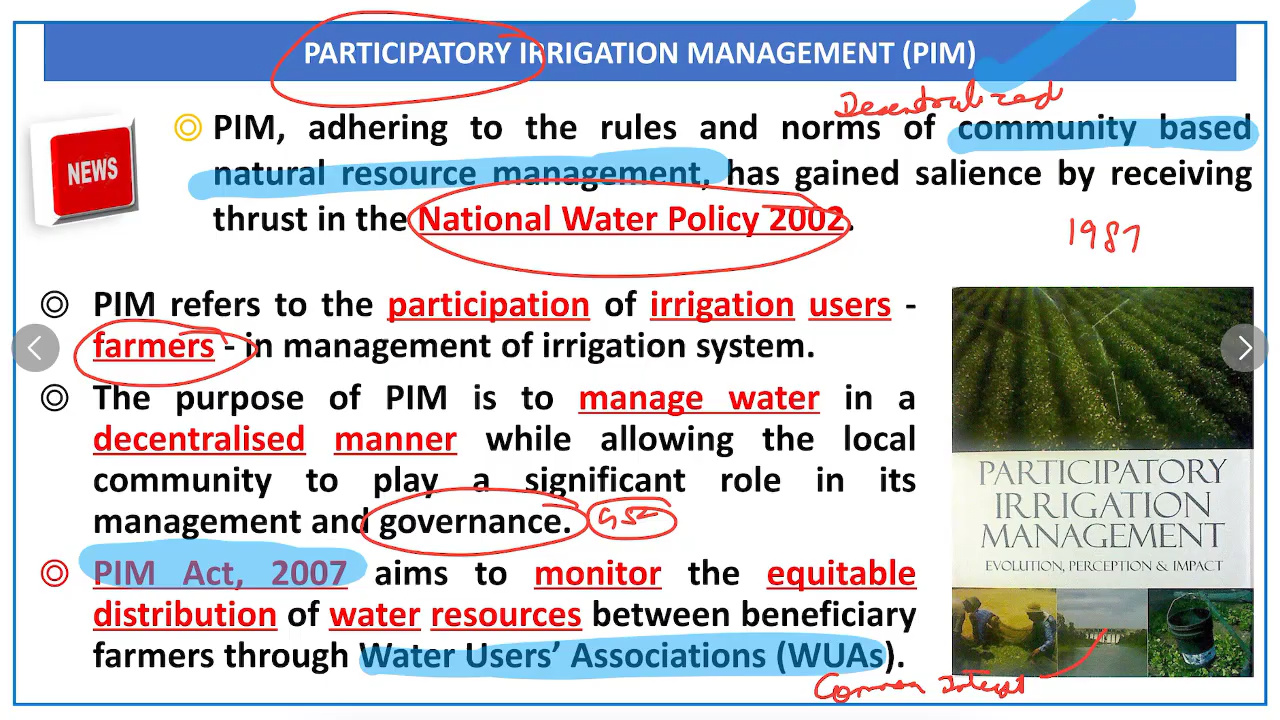 PARTICIPATORY IRRIGATION MANAGEMENT (PIM)
Decentralized
PIM, adhering to the rules and norms of community based
natural resource management, has gained salience by receiving
thrust in the National Water Policy 2002.
NEWS
1987
PIM refers to the participation of irrigation users -
farmers - in management of irrigation system.
The purpose of PIM is to manage water in a
decentralised manner while allowing the local
community to play a significant role in its
management and governance.
PIM Act, 2007 aims to monitor the equitable
distribution of water resources between beneficiary
farmers through Water Users’ Associations (WUAs).
Common Interest
PARTICIPATORY
IRRIGATION
MANAGEMENT
EVOLUTION, PERCEPTION & IMPACT